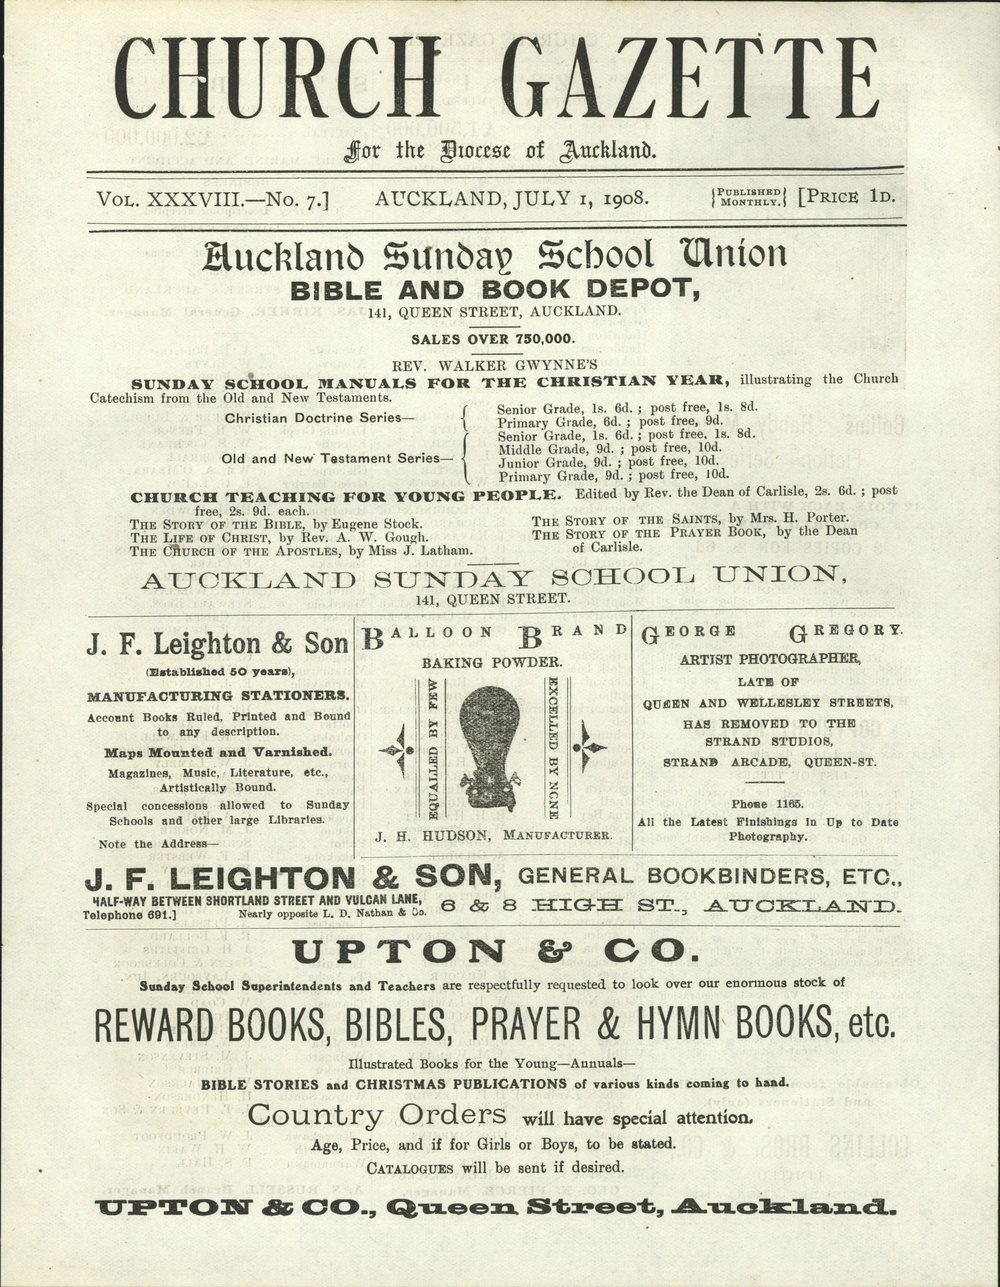 CHURCH GAZETTE
For the Diocese of Auckland.
VOL. XXXVIII.—No. 7.] AUCKLAND, JULY 1, 1908. {PUBLISHED MONTHLY.} [PRICE 1D.
Auckland Sunday School Union
BIBLE AND BOOK DEPOT,
141, QUEEN STREET, AUCKLAND.
SALES OVER 750,000.
REV. WALKER GWYNNE'S
SUNDAY SCHOOL MANUALS FOR THE CHRISTIAN YEAR, illustrating the Church
Catechism from the Old and New Testaments.
Christian Doctrine Series—
Senior Grade, 1s. 6d. ; post free, 1s. 8d.
Primary Grade, 6d. ; post free, 9d.
Old and New Testament Series—
Senior Grade, 1s. 6d. ; post free, 1s. 8d.
Middle Grade, 9d. ; post free, 10d.
Junior Grade, 9d. ; post free, 10d.
Primary Grade, 9d. ; post free, 10d.
CHURCH TEACHING FOR YOUNG PEOPLE. Edited by Rev. the Dean of Carlisle, 2s. 6d. ; post
free, 2s. 9d. each.
THE STORY OF THE BIBLE, by Eugene Stock.
THE LIFE OF CHRIST, by Rev. A. W. Gough.
THE CHURCH OF THE APOSTLES, by Miss J. Latham.
THE STORY OF THE SAINTS, by Mrs. H. Porter.
THE STORY OF THE PRAYER BOOK, by the Dean
of Carlisle.
AUCKLAND SUNDAY SCHOOL UNION,
141, QUEEN STREET.
J. F. Leighton & Son
(Established 50 years),
MANUFACTURING STATIONERS.
Account Books Ruled, Printed and Bound
to any description.
Maps Mounted and Varnished.
Magazines, Music, Literature, etc.,
Artistically Bound.
Special concessions allowed to Sunday
Schools and other large Libraries.
Note the Address—
BALLOON BRAND
BAKING POWDER.
EQUALLED BY FEW
EXCELLED BY NONE
J. H. HUDSON, MANUFACTURER.
GEORGE GREGORY.
ARTIST PHOTOGRAPHER,
LATE OF
QUEEN AND WELLESLEY STREETS,
HAS REMOVED TO THE
STRAND STUDIOS,
STRAND ARCADE, QUEEN-ST.
Phone 1165.
All the Latest Finishings in Up to Date
Photography.
J. F. LEIGHTON & SON, GENERAL BOOKBINDERS, ETC.,
HALF-WAY BETWEEN SHORTLAND STREET AND VULCAN LANE,
Telephone 691.] Nearly opposite L. D. Nathan & Co.
6 & 8 HIGH ST., AUCKLAND.
UPTON & CO.
Sunday School Superintendents and Teachers are respectfully requested to look over our enormous stock of
REWARD BOOKS, BIBLES, PRAYER & HYMN BOOKS, etc.
Illustrated Books for the Young—Annuals—
BIBLE STORIES and CHRISTMAS PUBLICATIONS of various kinds coming to hand.
Country Orders will have special attention.
Age, Price, and if for Girls or Boys, to be stated.
CATALOGUES will be sent if desired.
UPTON & CO., Queen Street, Auckland.